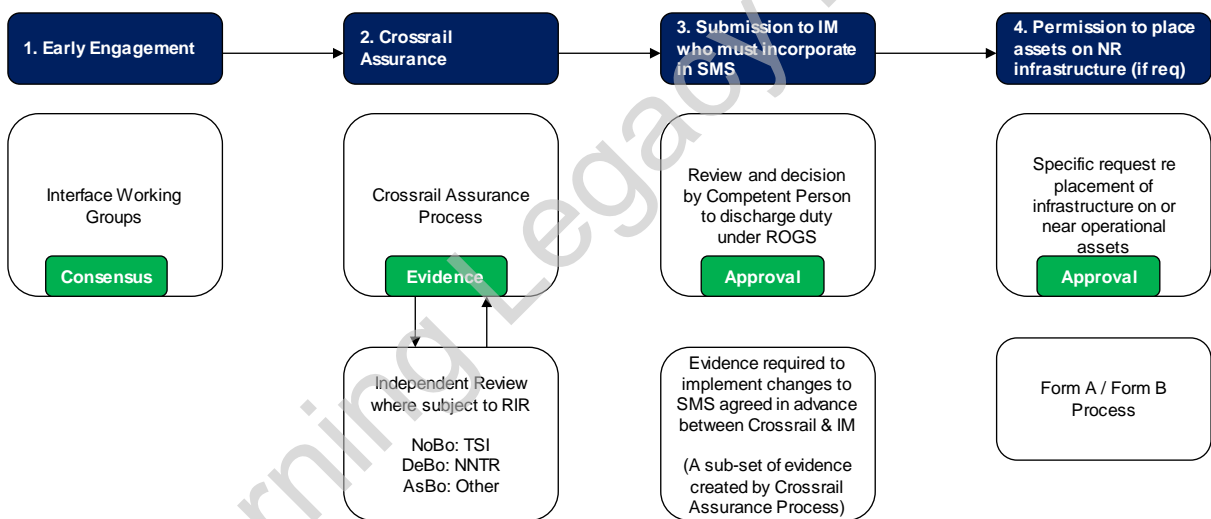 1. Early Engagement
2. Crossrail
Assurance
3. Submission to IM
who must incorporate
in SMS
4. Permission to place
assets on NR
infrastructure (if req)
Interface Working
Groups
Consensus
Crossrail Assurance
Process
Evidence
Review and decision
by Competent Person
to discharge duty
under ROGS
Approval
Specific request re
placement of
infrastructure on or
near operational
assets
Approval
Independent Review
where subject to RIR
NoBo: TSI
DeBo: NNTR
AsBo: Other
Evidence required to
implement changes to
SMS agreed in advance
between Crossrail & IM
(A sub-set of evidence
created by Crossrail
Assurance Process)
Form A / Form B
Process
rning Legacy